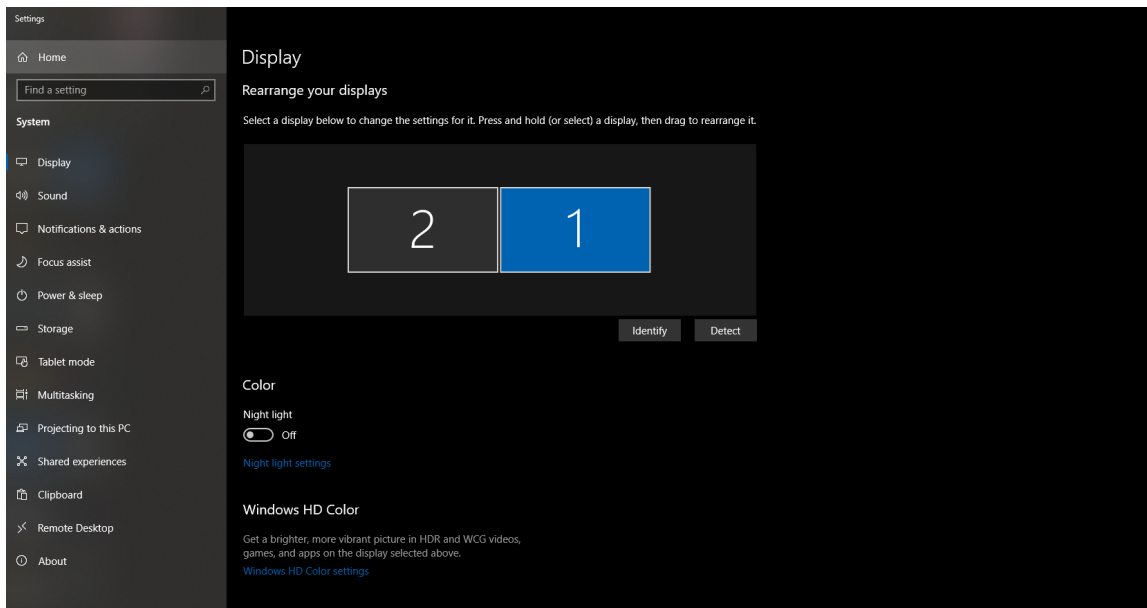 Settings
Home
Find a setting
System
Display
Sound
Notifications & actions
Focus assist
Power & sleep
Storage
Tablet mode
Multitasking
Projecting to this PC
Shared experiences
Clipboard
Remote Desktop
About
Display
Rearrange your displays
Select a display below to change the settings for it. Press and hold (or select) a display, then drag to rearrange it.
2 1
Identify Detect
Color
Night light
Off
Night light settings
Windows HD Color
Get a brighter, more vibrant picture in HDR and WCG videos,
games, and apps on the display selected above.
Windows HD Color settings